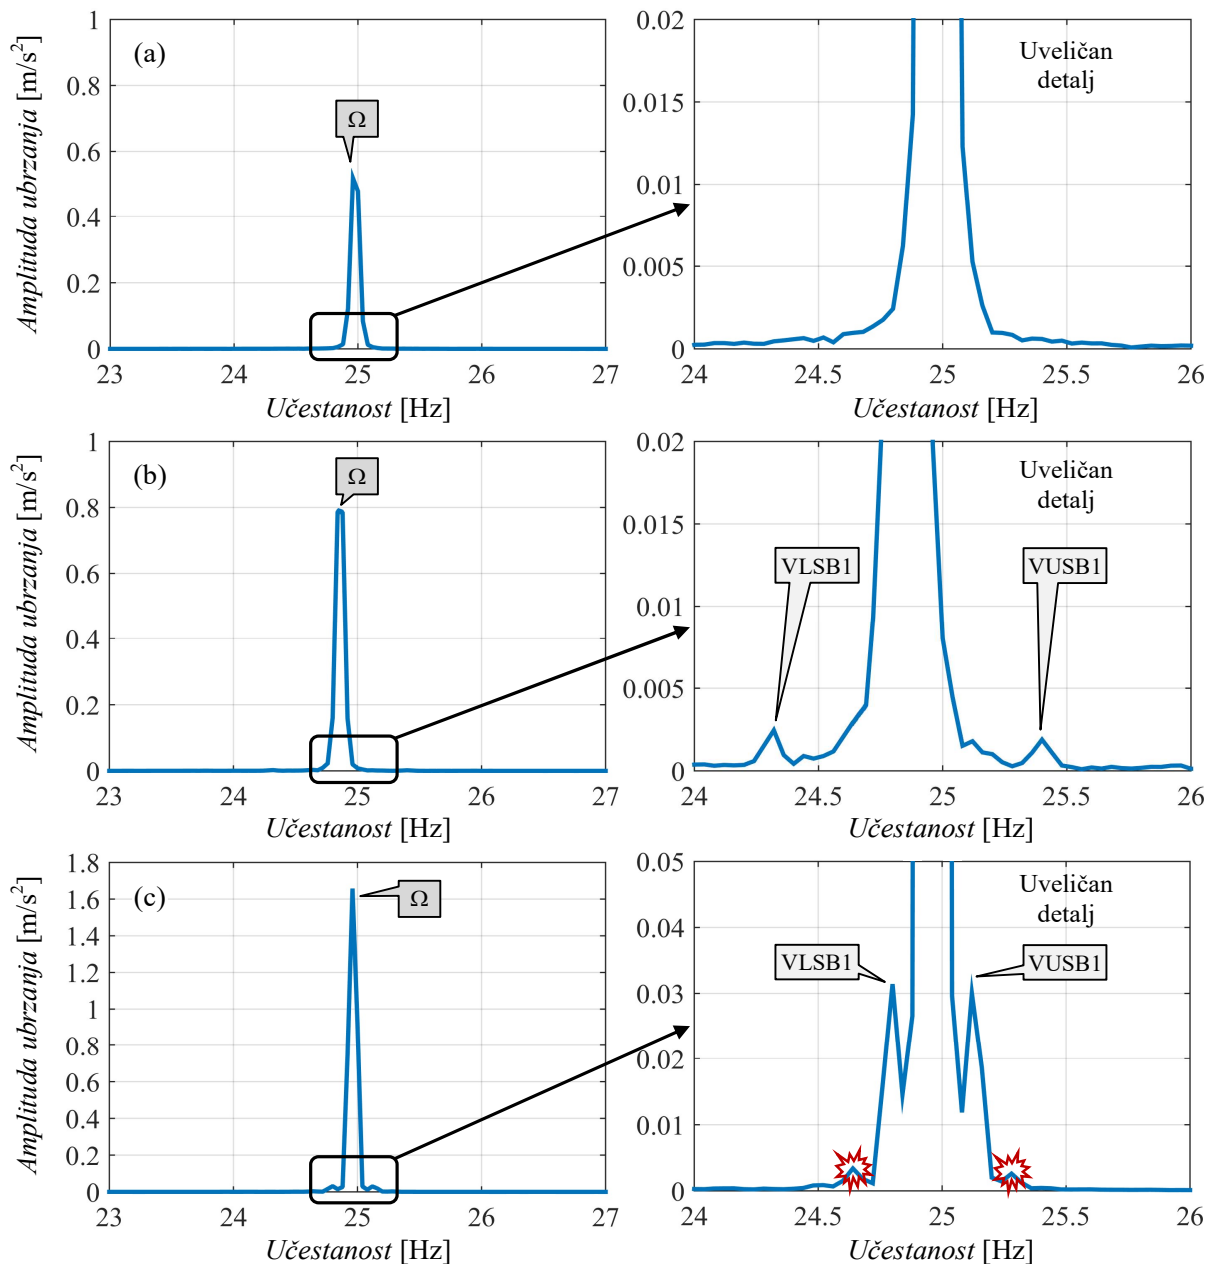 1
0.8
0.6
0.4
0.2
0
23
24
25
26
27
Amplituda ubrzanja [m/s²]
Učestanost [Hz]
(a)
Ω
0.02
0.015
0.01
0.005
0
24
24.5
25
25.5
26
Učestanost [Hz]
Uveličan
detalj
1
0.8
0.6
0.4
0.2
0
23
24
25
26
27
Amplituda ubrzanja [m/s²]
Učestanost [Hz]
(b)
Ω
0.02
0.015
0.01
0.005
0
24
24.5
25
25.5
26
Učestanost [Hz]
Uveličan
detalj
VLSB1
VUSB1
1.8
1.6
1.4
1.2
1
0.8
0.6
0.4
0.2
0
23
24
25
26
27
Amplituda ubrzanja [m/s²]
Učestanost [Hz]
(c)
Ω
0.05
0.04
0.03
0.02
0.01
0
24
24.5
25
25.5
26
Učestanost [Hz]
Uveličan
detalj
VLSB1
VUSB1